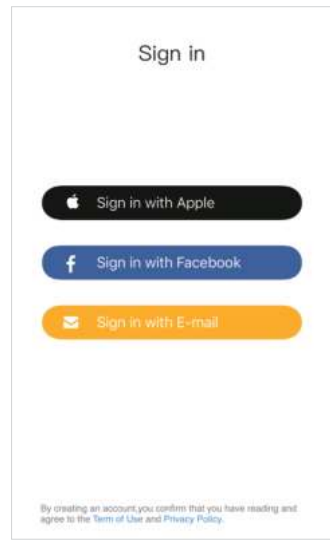 Sign in
Sign in with Apple
Sign in with Facebook
Sign in with E-mail
By creating an account,you confirm that you have reading and
agree to the Term of Use and Privacy Policy.